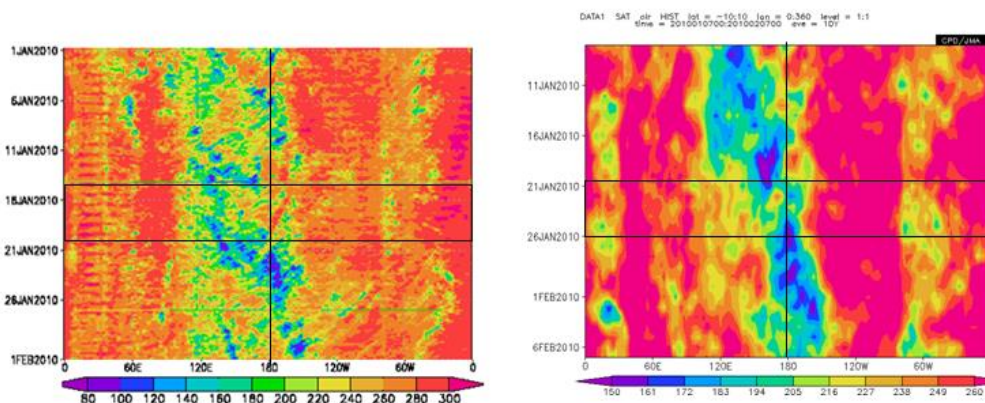 1JAN2010
6JAN2010
11JAN2010
16JAN2010
21JAN2010
26JAN2010
1FEB2010
0 60E 120E 180 120W 60W 0
80 100 120 140 160 180 200 220 240 260 280 300
DATA1 SAT olr HIST lat = -10:10 lon = 0:360 level = 1:1
time = 2010010700:2010020700 ave = 1DY
CPD/JMA
11JAN2010
16JAN2010
21JAN2010
26JAN2010
1FEB2010
6FEB2010
0 60E 120E 180 120W 60W
150 161 172 183 194 205 216 227 238 249 260